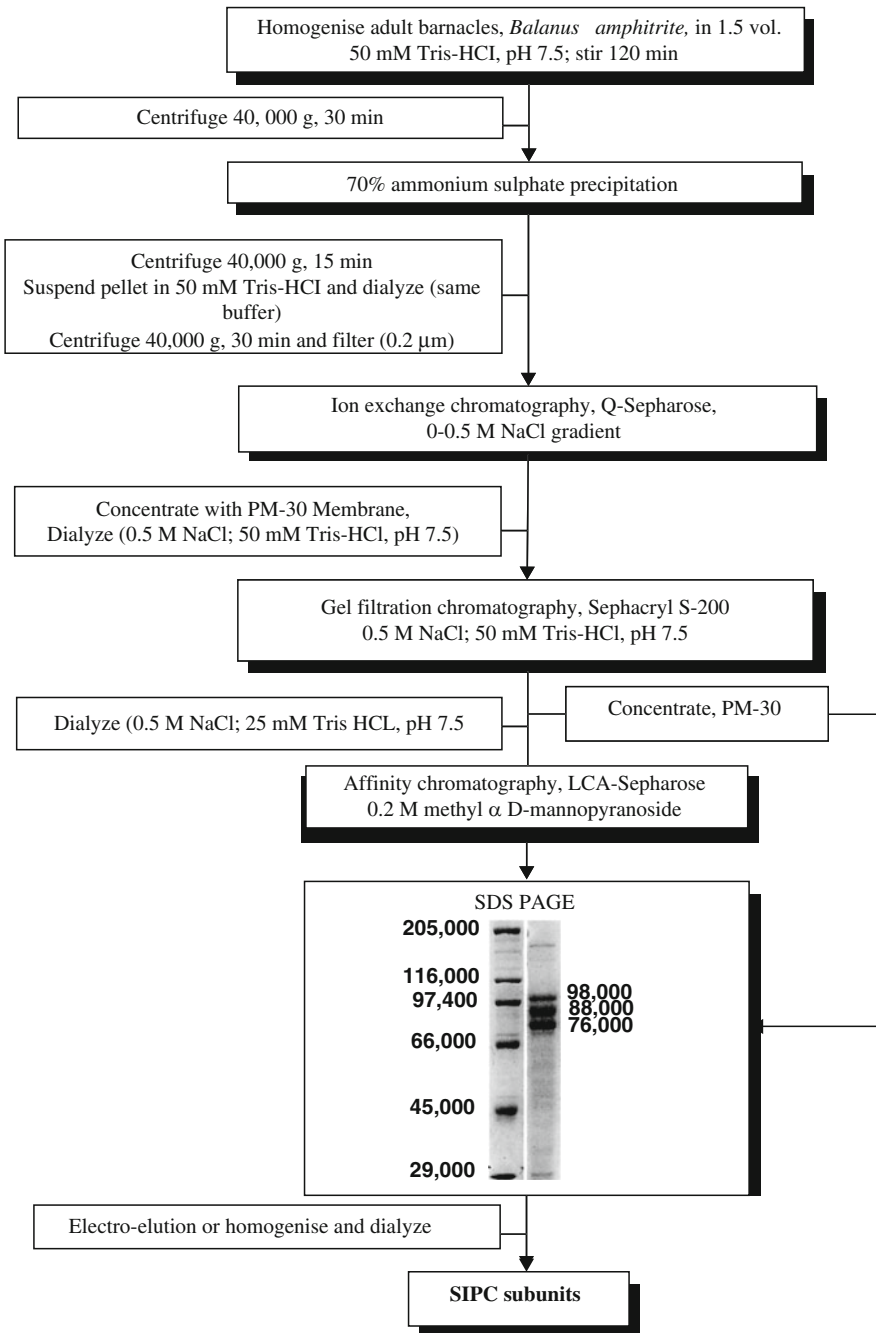 Homogenise adult barnacles, Balanus amphitrite, in 1.5 vol.
50 mM Tris-HCI, pH 7.5; stir 120 min
Centrifuge 40, 000 g, 30 min
70% ammonium sulphate precipitation
Centrifuge 40,000 g, 15 min
Suspend pellet in 50 mM Tris-HCI and dialyze (same
buffer)
Centrifuge 40,000 g, 30 min and filter (0.2 μm)
Ion exchange chromatography, Q-Sepharose,
0-0.5 M NaCl gradient
Concentrate with PM-30 Membrane,
Dialyze (0.5 M NaCl; 50 mM Tris-HCl, pH 7.5)
Gel filtration chromatography, Sephacryl S-200
0.5 M NaCl; 50 mM Tris-HCl, pH 7.5
Dialyze (0.5 M NaCl; 25 mM Tris HCL, pH 7.5
Concentrate, PM-30
Affinity chromatography, LCA-Sepharose
0.2 M methyl α D-mannopyranoside
SDS PAGE
205,000
116,000
97,400
66,000
45,000
29,000
98,000
88,000
76,000
Electro-elution or homogenise and dialyze
SIPC subunits